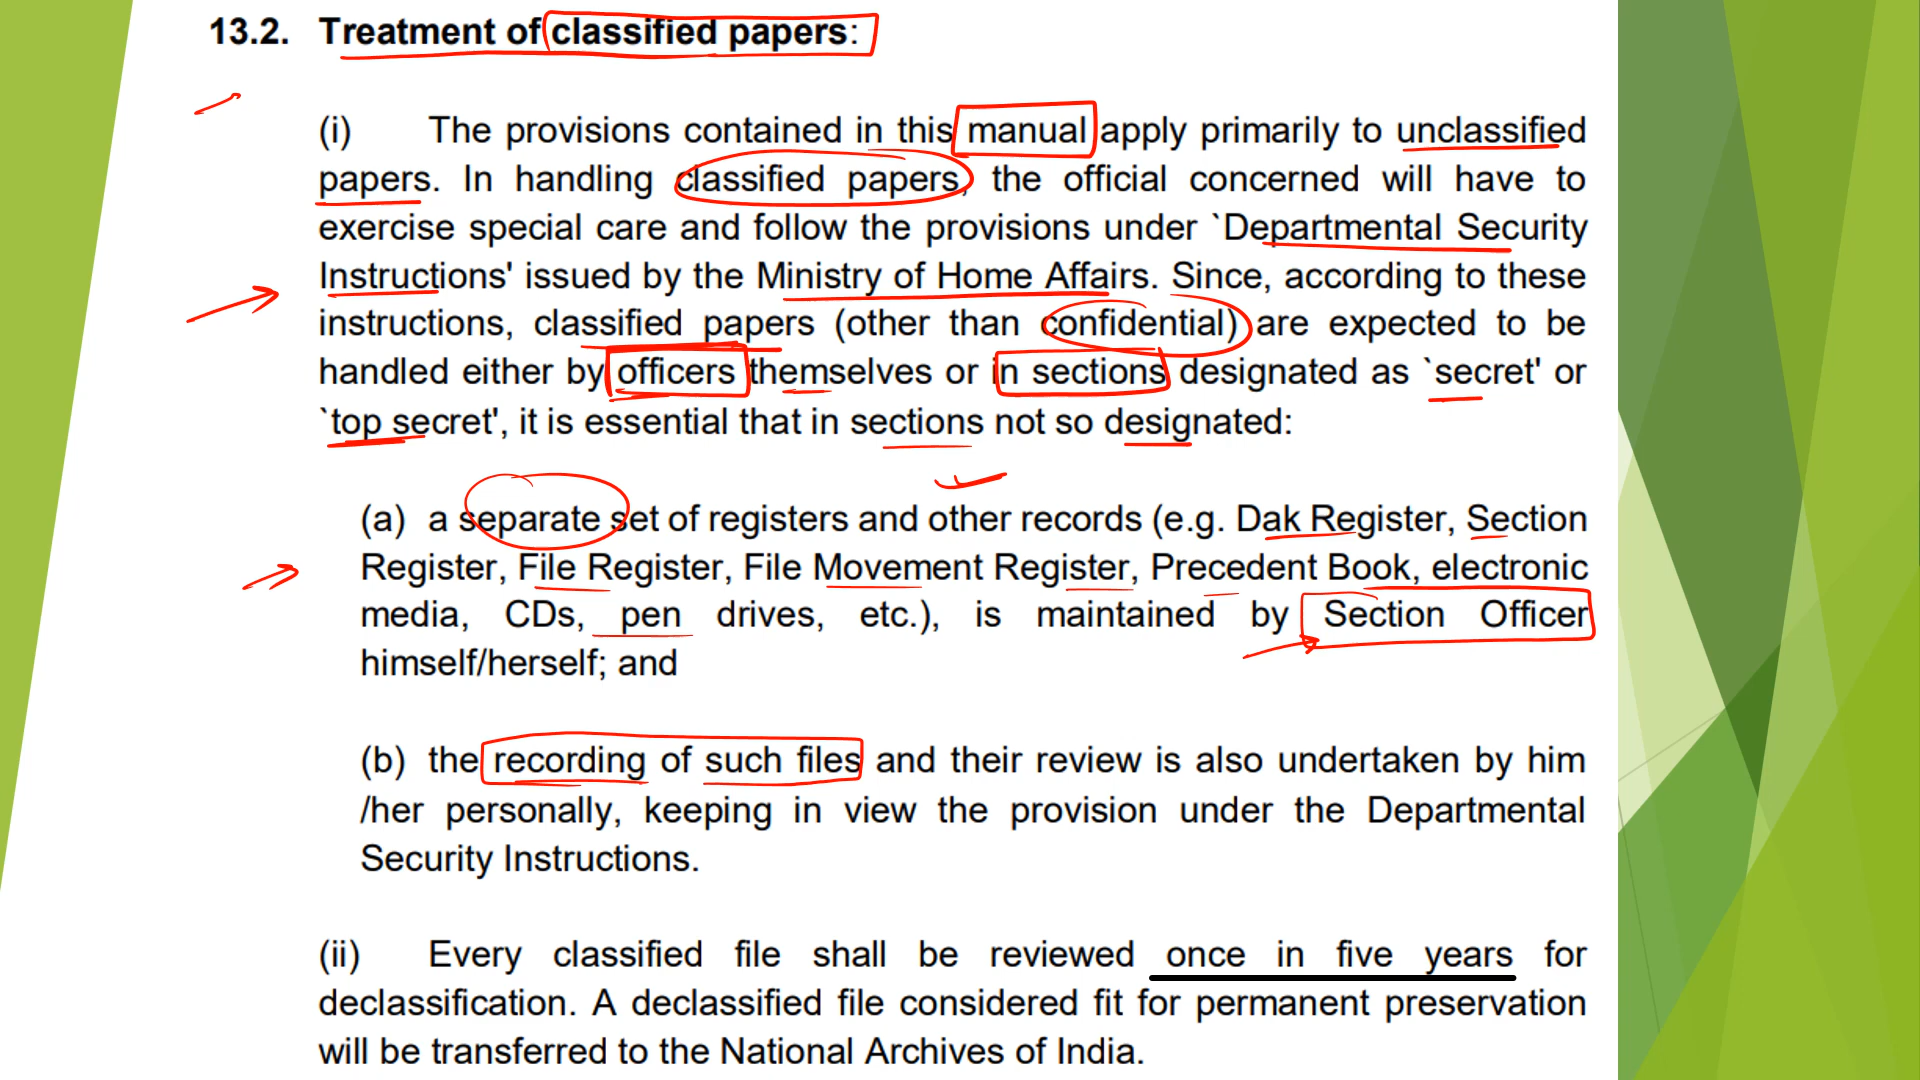 13.2. Treatment of classified papers:
(i) The provisions contained in this manual apply primarily to unclassified
papers. In handling classified papers, the official concerned will have to
exercise special care and follow the provisions under `Departmental Security
Instructions' issued by the Ministry of Home Affairs. Since, according to these
instructions, classified papers (other than confidential) are expected to be
handled either by officers themselves or in sections designated as `secret' or
`top secret', it is essential that in sections not so designated:
(a) a separate set of registers and other records (e.g. Dak Register, Section
Register, File Register, File Movement Register, Precedent Book, electronic
media, CDs, pen drives, etc.), is maintained by Section Officer
himself/herself; and
(b) the recording of such files and their review is also undertaken by him
/her personally, keeping in view the provision under the Departmental
Security Instructions.
(ii) Every classified file shall be reviewed once in five years for
declassification. A declassified file considered fit for permanent preservation
will be transferred to the National Archives of India.